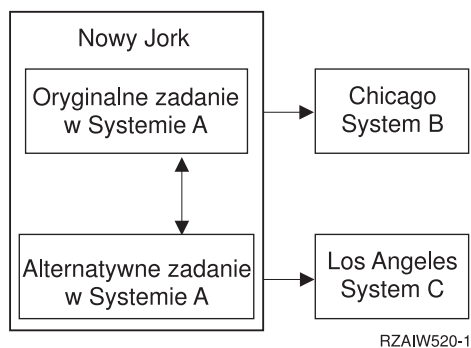 Nowy Jork
Oryginalne zadanie
w Systemie A
Chicago
System B
Alternatywne zadanie
w Systemie A
Los Angeles
System C
RZAIW520-1